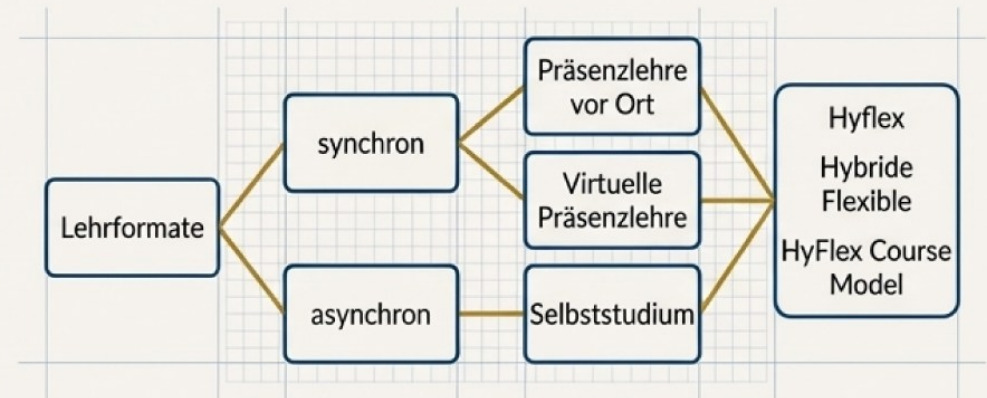 Lehrformate
synchron
asynchron
Präsenzlehre
vor Ort
Virtuelle
Präsenzlehre
Selbststudium
Hyflex
Hybride
Flexible
HyFlex Course
Model